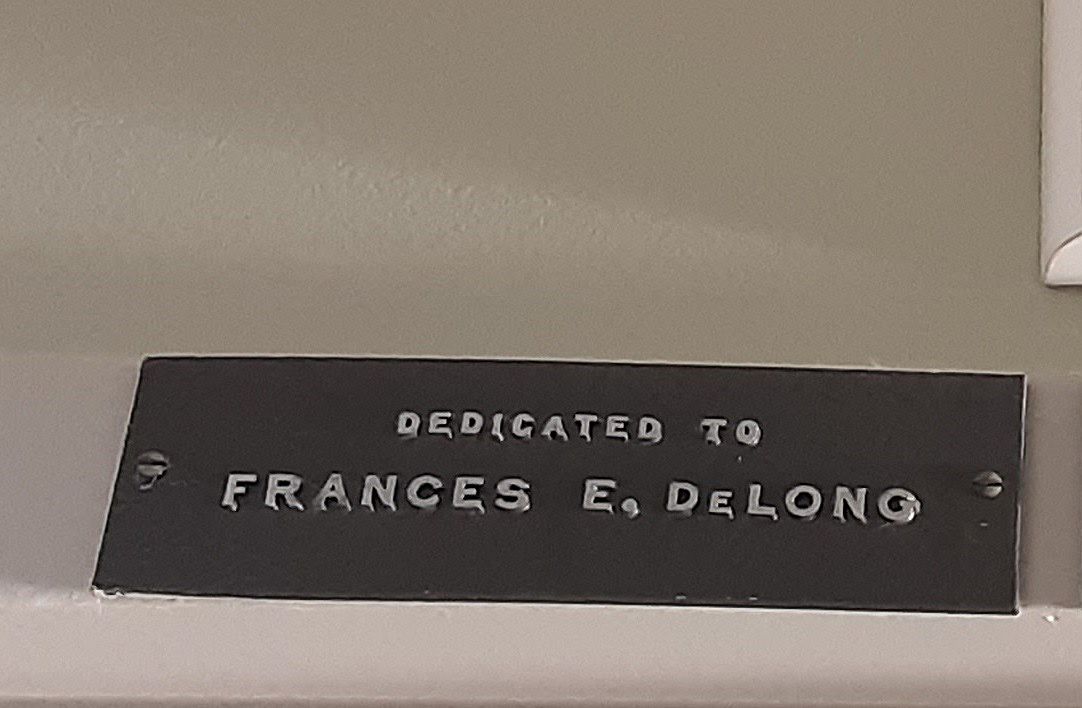 DEDICATED TO
FRANCES E. DELONG